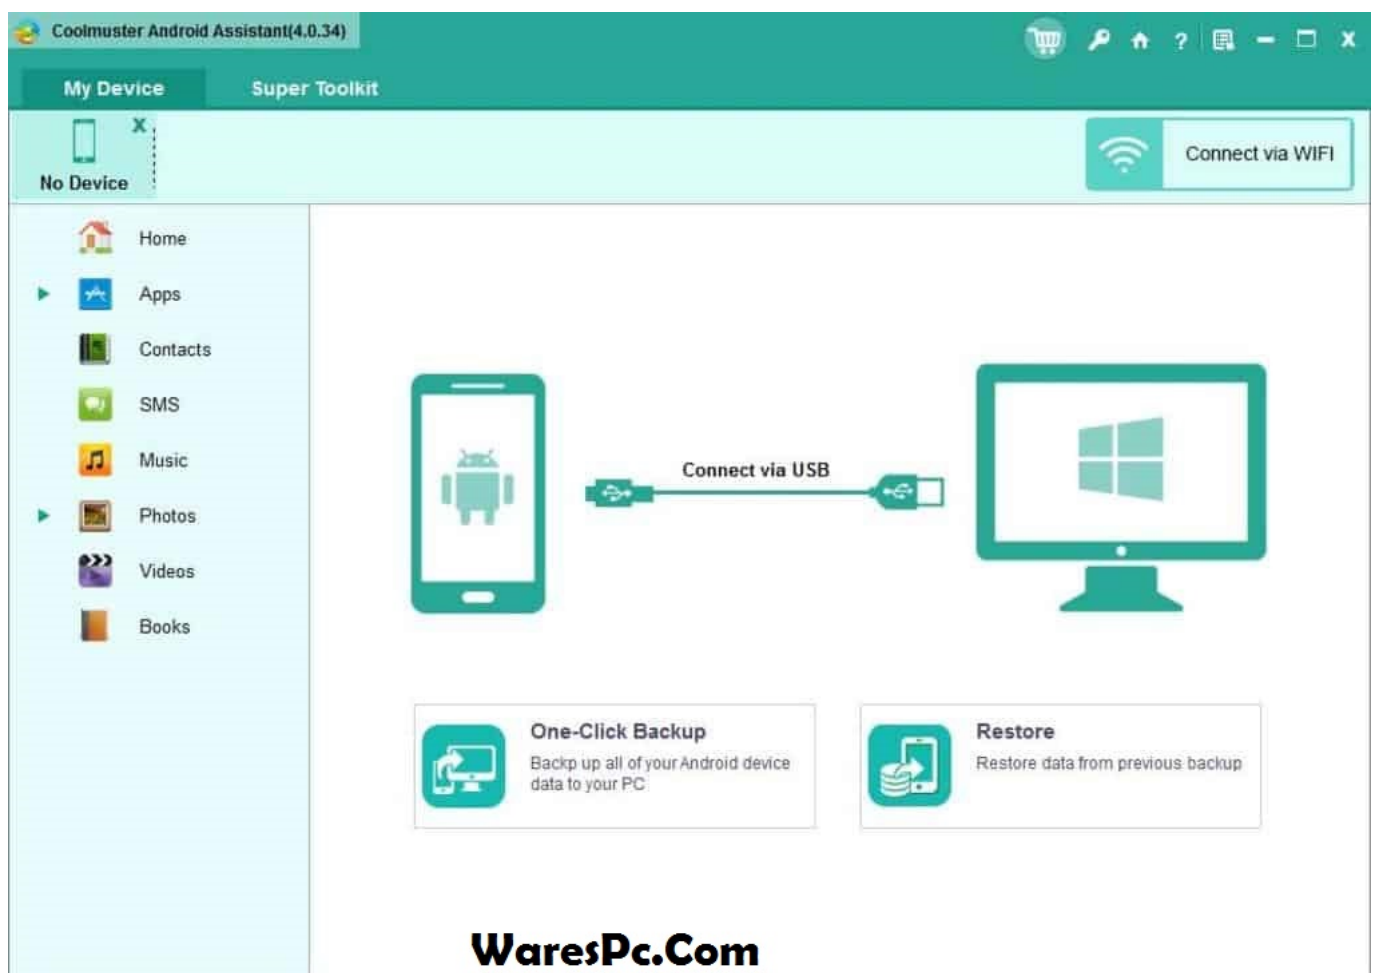 Coolmuster Android Assistant(4.0.34)
?
X
My Device
Super Toolkit
X
No Device
Connect via WIFI
Home
Apps
Contacts
SMS
Music
Photos
Videos
Books
Connect via USB
One-Click Backup
Backp up all of your Android device
data to your PC
Restore
Restore data from previous backup
WaresPc.Com